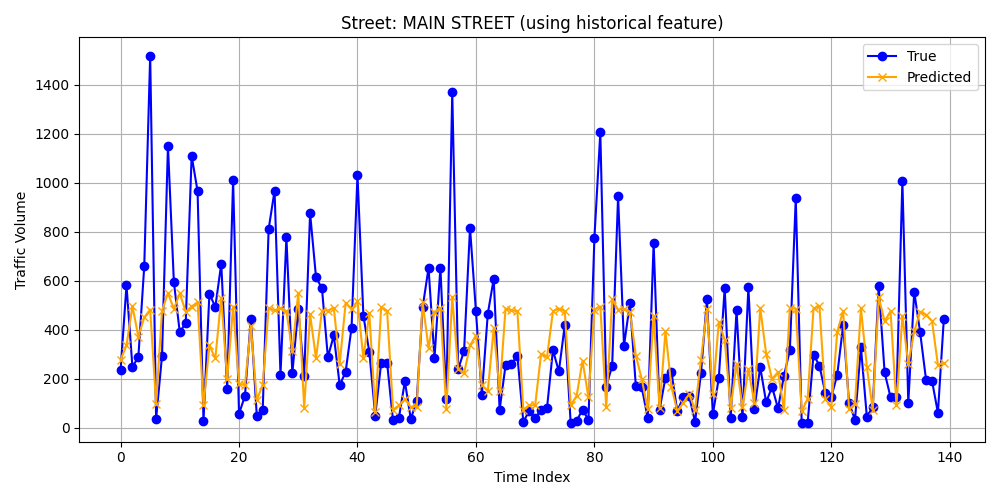 Street: MAIN STREET (using historical feature)
True
Predicted
Traffic Volume
1400
1200
1000
800
600
400
200
0
0 20 40 60 80 100 120 140
Time Index